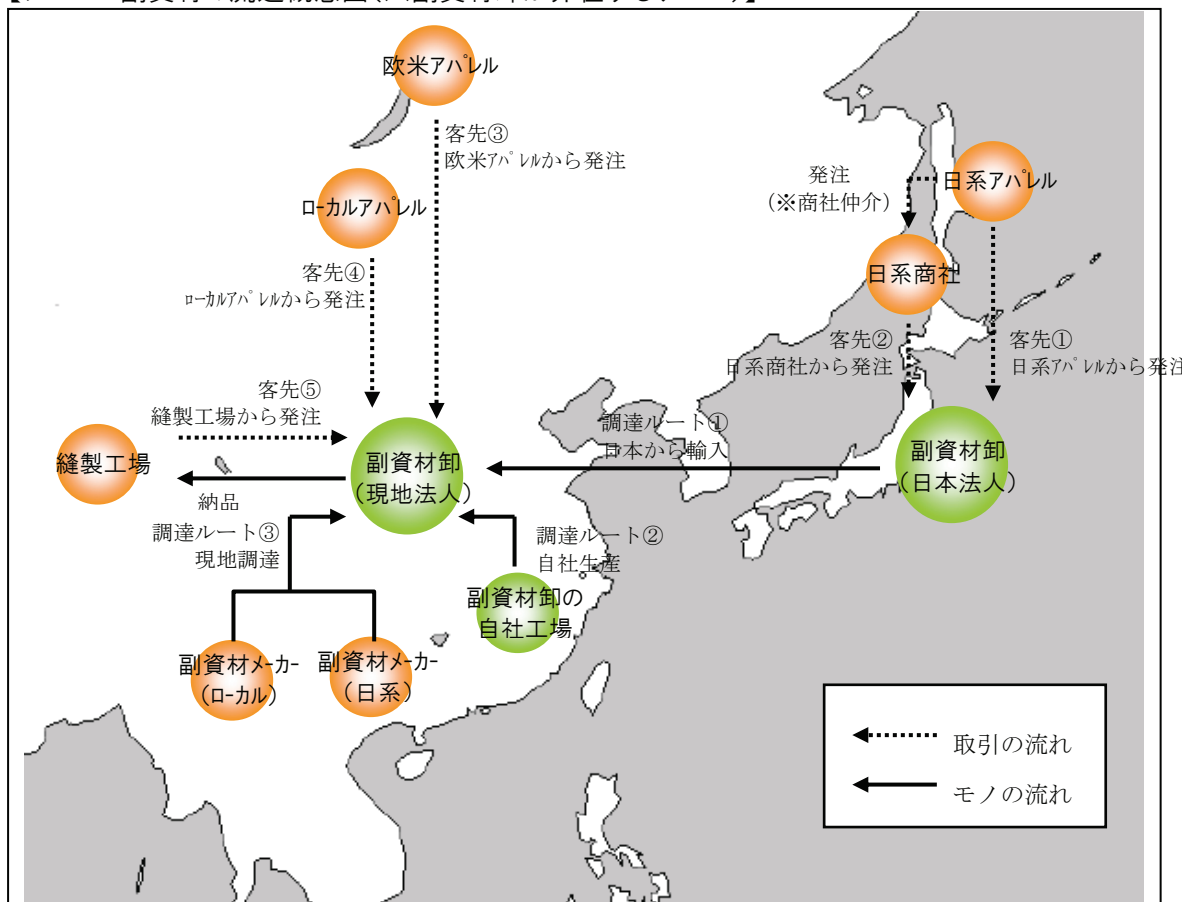 欧米アパレル
客先③
欧米アパレルから発注
ローカルアパレル
客先④
ローカルアパレルから発注
発注
(※商社仲介)
日系アパレル
日系商社
客先②
日系商社から発注
客先①
日系アパレルから発注
客先⑤
縫製工場から発注
縫製工場
納品
副資材卸
(現地法人)
調達ルート①
日本から輸入
副資材卸
(日本法人)
調達ルート③
現地調達
調達ルート②
自社生産
副資材卸の
自社工場
副資材メーカー
(ローカル)
副資材メーカー
(日系)
取引の流れ
モノの流れ